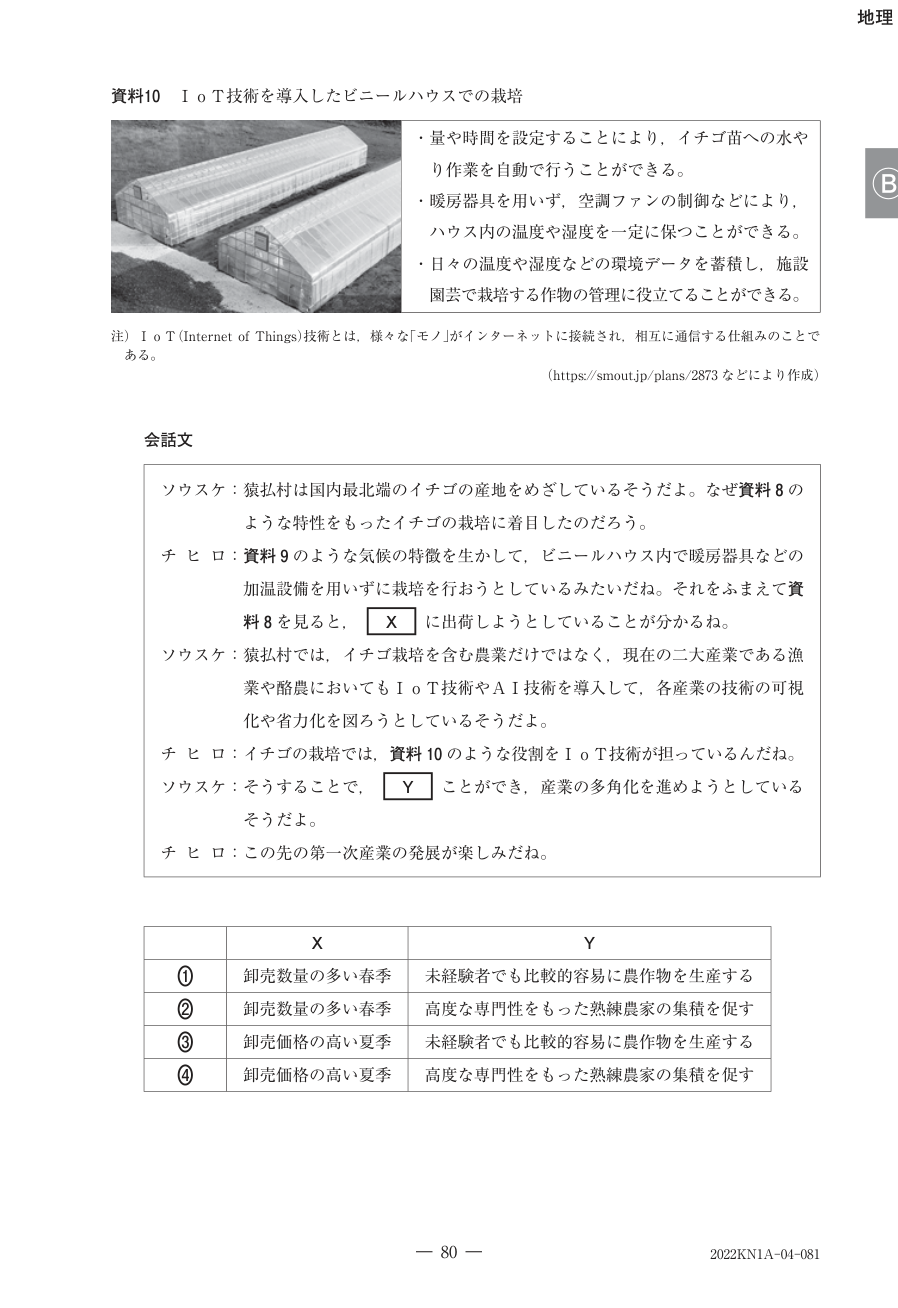 地理
Ⓑ
資料10　ＩｏＴ技術を導入したビニールハウスでの栽培
・量や時間を設定することにより，イチゴ苗への水や
り作業を自動で行うことができる。
・暖房器具を用いず，空調ファンの制御などにより，
ハウス内の温度や湿度を一定に保つことができる。
・日々の温度や湿度などの環境データを蓄積し，施設
園芸で栽培する作物の管理に役立てることができる。
注）ＩｏＴ(Internet of Things)技術とは，様々な「モノ」がインターネットに接続され，相互に通信する仕組みのことで
ある。
（https://smout.jp/plans/2873 などにより作成）
会話文
ソウスケ：猿払村は国内最北端のイチゴの産地をめざしているそうだよ。なぜ資料８の
ような特性をもったイチゴの栽培に着目したのだろう。
チ ヒ ロ：資料９のような気候の特徴を生かして，ビニールハウス内で暖房器具などの
加温設備を用いずに栽培を行おうとしているみたいだね。それをふまえて資
料８を見ると， X に出荷しようとしていることが分かるね。
ソウスケ：猿払村では，イチゴ栽培を含む農業だけではなく，現在の二大産業である漁
業や酪農においてもＩｏＴ技術やＡＩ技術を導入して，各産業の技術の可視
化や省力化を図ろうとしているそうだよ。
チ ヒ ロ：イチゴの栽培では，資料 10 のような役割をＩｏＴ技術が担っているんだね。
ソウスケ：そうすることで， Y ことができ，産業の多角化を進めようとしている
そうだよ。
チ ヒ ロ：この先の第一次産業の発展が楽しみだね。
X　Y
①　卸売数量の多い春季　未経験者でも比較的容易に農作物を生産する
②　卸売数量の多い春季　高度な専門性をもった熟練農家の集積を促す
③　卸売価格の高い夏季　未経験者でも比較的容易に農作物を生産する
④　卸売価格の高い夏季　高度な専門性をもった熟練農家の集積を促す
― 80 ―
2022KN1A-04-081